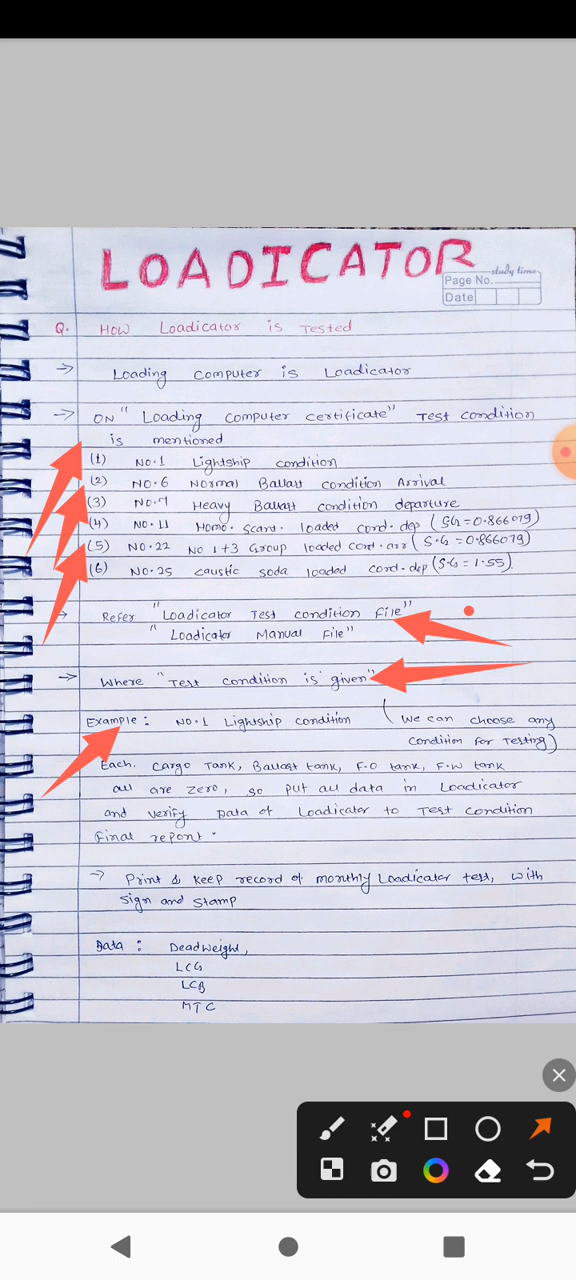 LOADICATOR
study time
Page No.
Date
Q. How Loadicator is Tested
→ Loading Computer is Loadicator
→ ON "Loading computer certificate" Test condition
is mentioned
(1) NO.1 Lightship condition
(2) NO.6 Normal Ballast condition Arrival
(3) NO.7 Heavy Ballast condition departure
(4) NO.11 Homo. scant. loaded cond. dep (SG=0.866079)
(5) NO.22 No 1+3 Group loaded cond. arr (S.G=0.866079)
(6) NO.25 caustic soda loaded cond. dep (S.G=1.55)
→ Refer "Loadicator Test condition File"
"Loadicator Manual File"
→ Where "Test condition is given"
Example: NO.1 Lightship condition (We can choose any
Condition for Testing)
Each. Cargo Tank, Ballast tank, F.O tank, F.W tank
all are zero, so put all data in Loadicator
and verify Data of Loadicator to Test Condition
final report.
→ Print & Keep record of monthly Loadicator test, with
sign and stamp
Data: Deadweight,
LCG
LCB
MTC